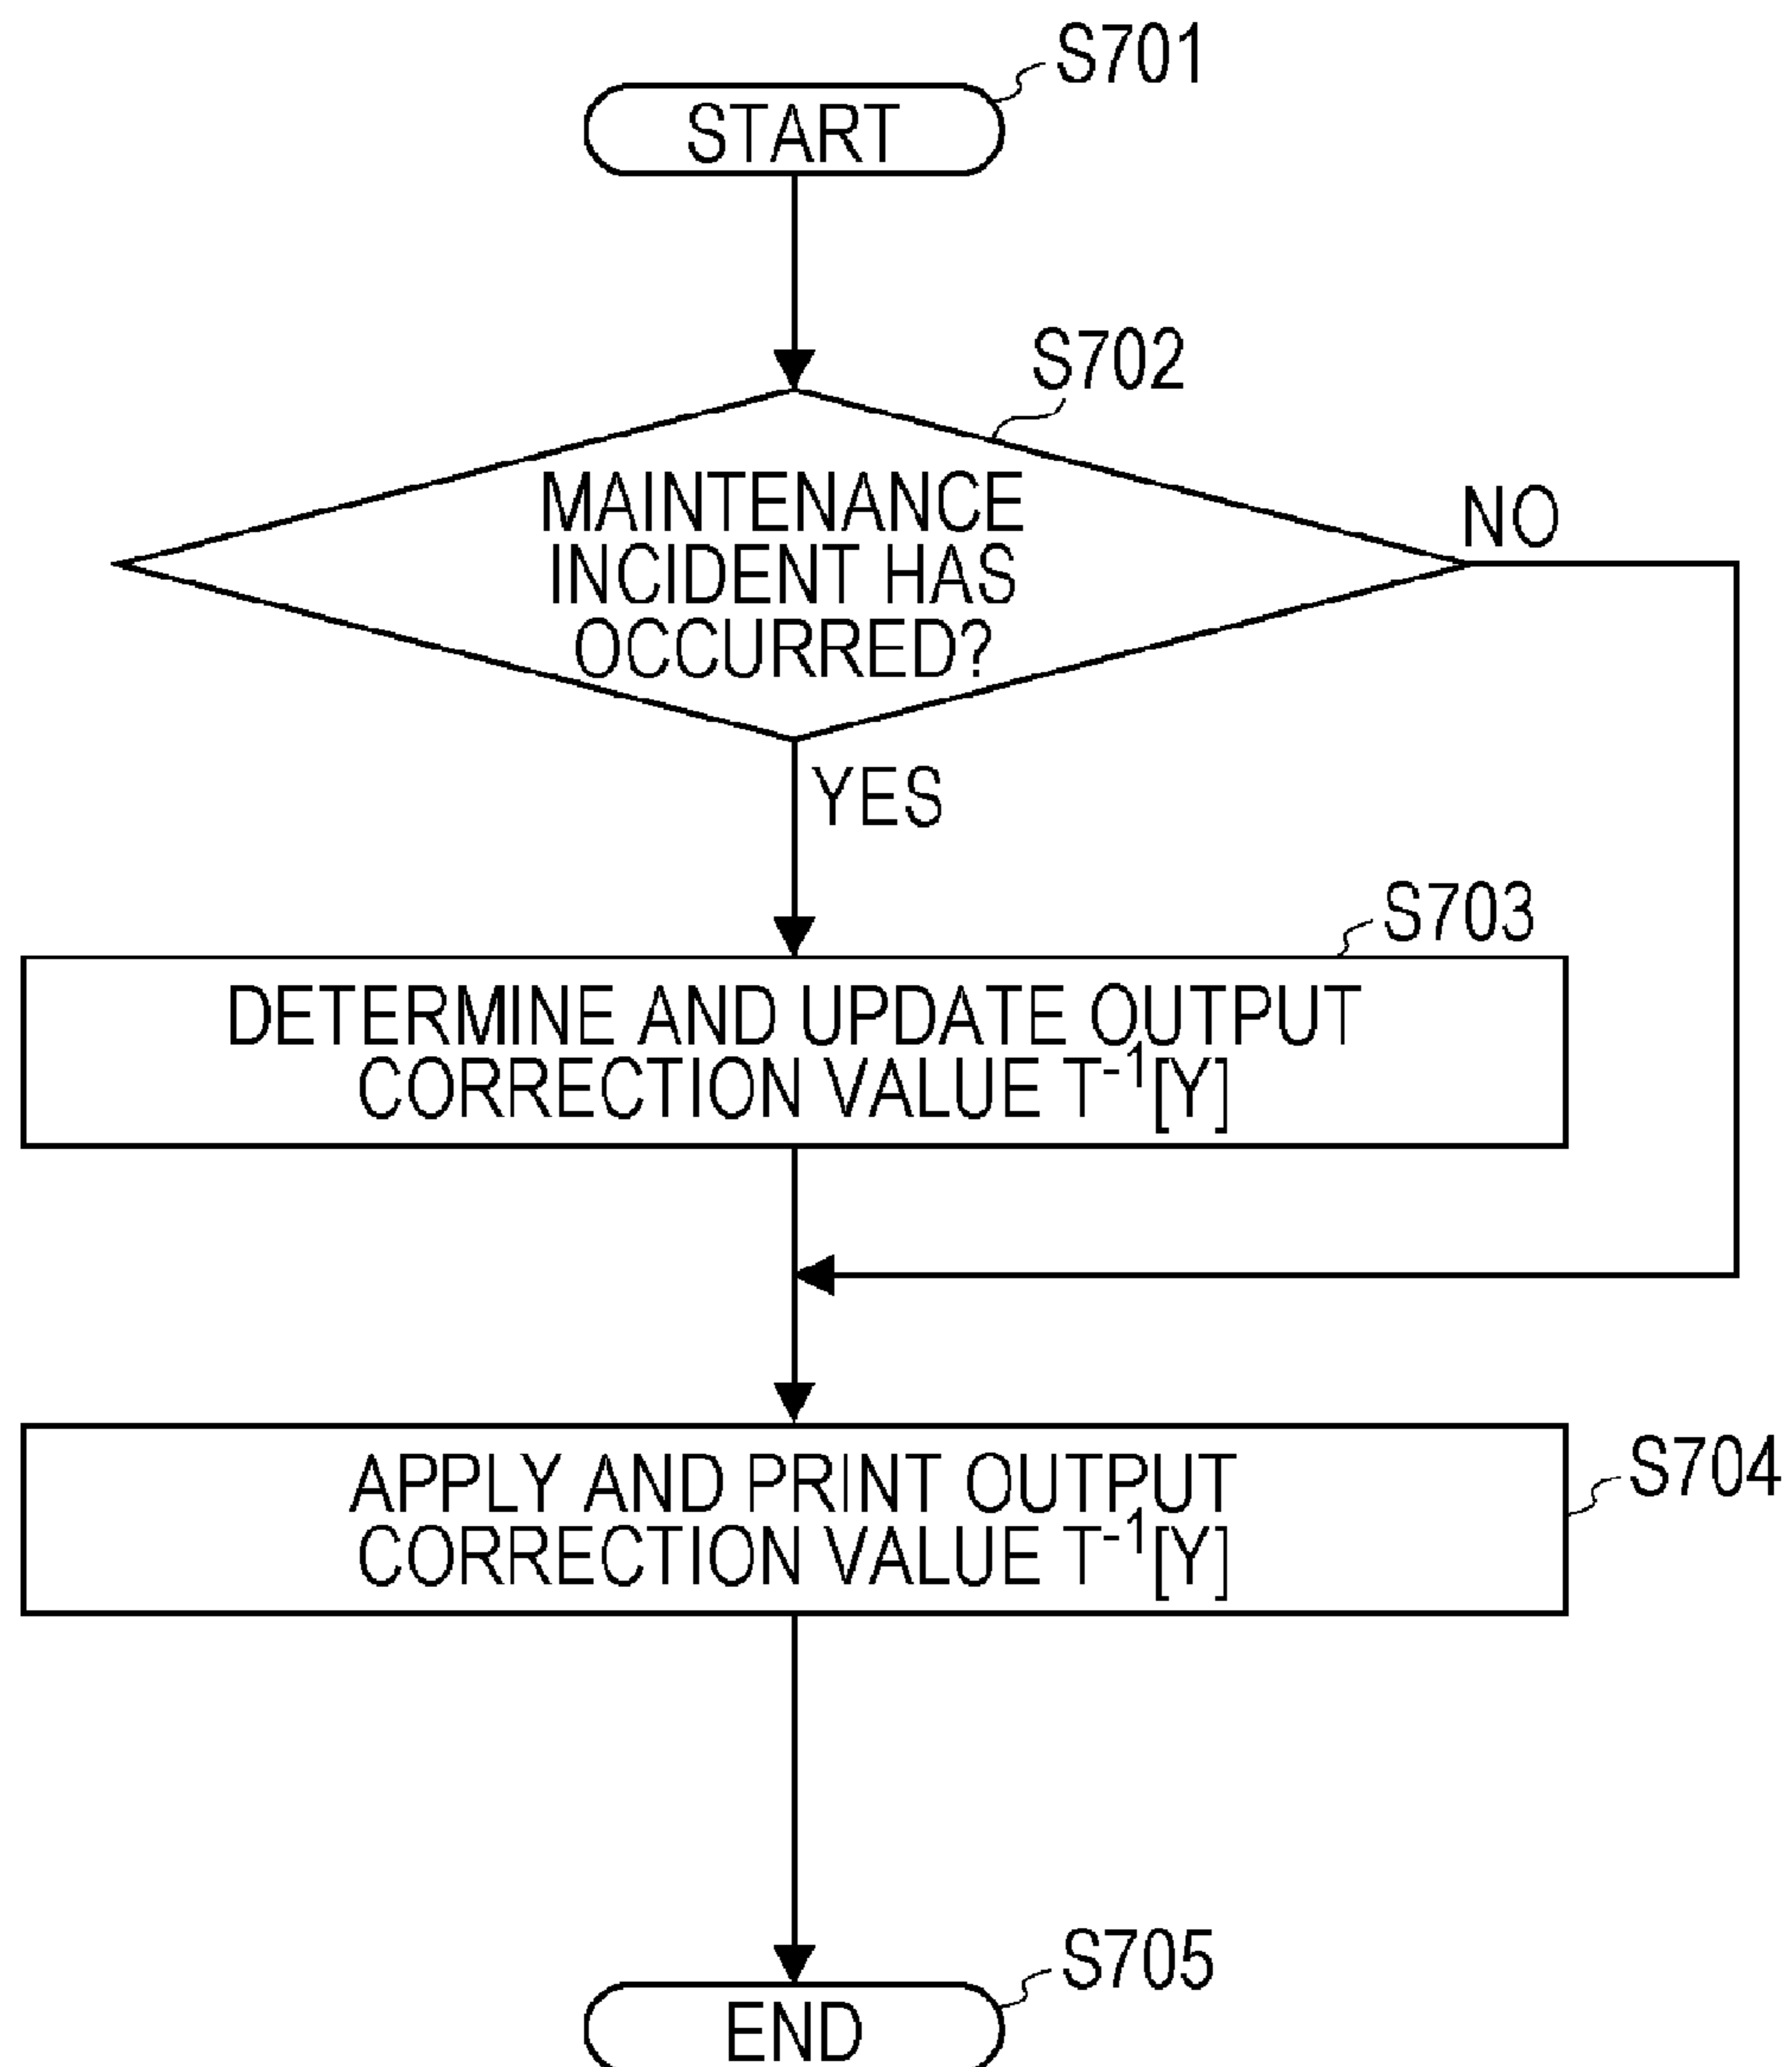 S701
START
S702
MAINTENANCE
INCIDENT HAS
OCCURRED?
NO
YES
S703
DETERMINE AND UPDATE OUTPUT
CORRECTION VALUE T⁻¹[Y]
APPLY AND PRINT OUTPUT
CORRECTION VALUE T⁻¹[Y]
S704
S705
END